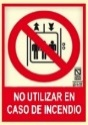 NO UTILIZAR EN
CASO DE INCENDIO